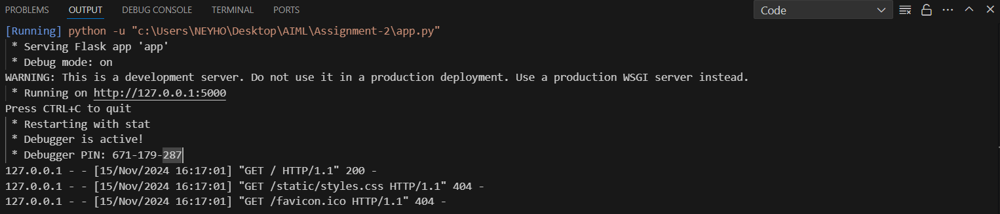 PROBLEMS OUTPUT DEBUG CONSOLE TERMINAL PORTS Code
[Running] python -u "c:\Users\NEYHO\Desktop\AIML\Assignment-2\app.py"
 * Serving Flask app 'app'
 * Debug mode: on
WARNING: This is a development server. Do not use it in a production deployment. Use a production WSGI server instead.
 * Running on http://127.0.0.1:5000
Press CTRL+C to quit
 * Restarting with stat
 * Debugger is active!
 * Debugger PIN: 671-179-287
127.0.0.1 - - [15/Nov/2024 16:17:01] "GET / HTTP/1.1" 200 -
127.0.0.1 - - [15/Nov/2024 16:17:01] "GET /static/styles.css HTTP/1.1" 404 -
127.0.0.1 - - [15/Nov/2024 16:17:01] "GET /favicon.ico HTTP/1.1" 404 -